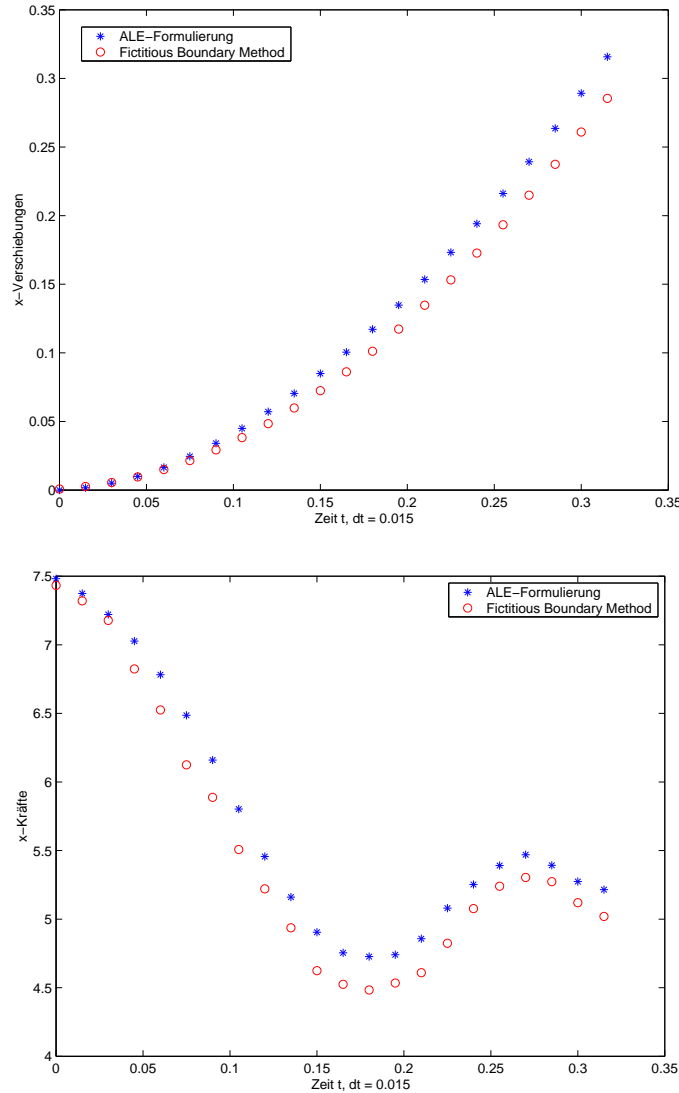 ALE−Formulierung
Fictitious Boundary Method
0.35
0.3
0.25
0.2
0.15
0.1
0.05
0
x−Verschiebungen
0 0.05 0.1 0.15 0.2 0.25 0.3 0.35
Zeit t, dt = 0.015
ALE−Formulierung
Fictitious Boundary Method
7.5
7
6.5
6
5.5
5
4.5
4
x−Kräfte
0 0.05 0.1 0.15 0.2 0.25 0.3 0.35
Zeit t, dt = 0.015